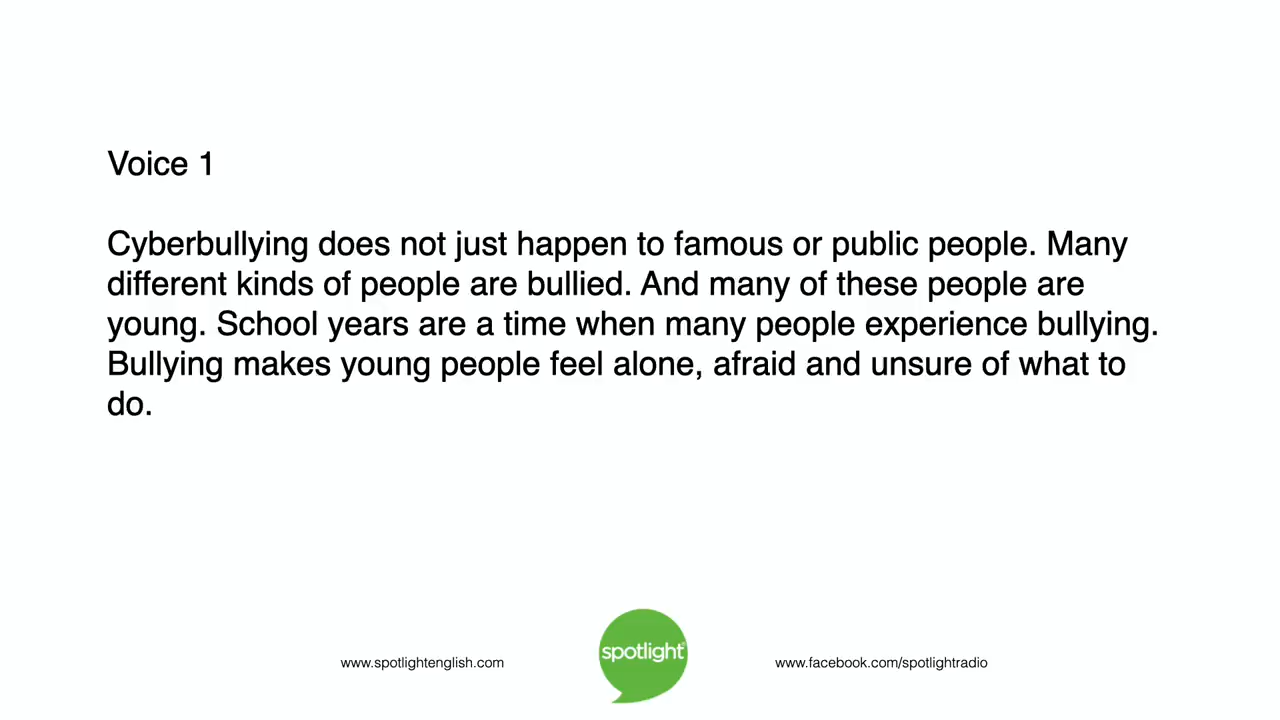 Voice 1
Cyberbullying does not just happen to famous or public people. Many
different kinds of people are bullied. And many of these people are
young. School years are a time when many people experience bullying.
Bullying makes young people feel alone, afraid and unsure of what to
do.
www.spotlightenglish.com
spotlight
www.facebook.com/spotlightradio